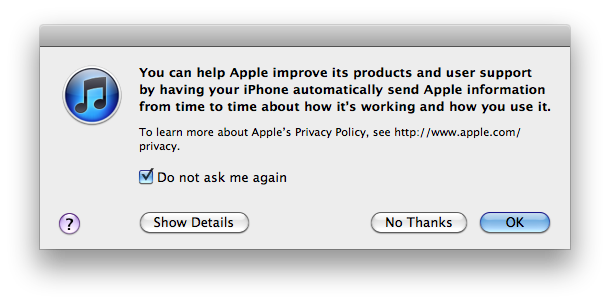 You can help Apple improve its products and user support
by having your iPhone automatically send Apple information
from time to time about how it's working and how you use it.
To learn more about Apple's Privacy Policy, see http://www.apple.com/
privacy.
Do not ask me again
?
Show Details
No Thanks
OK